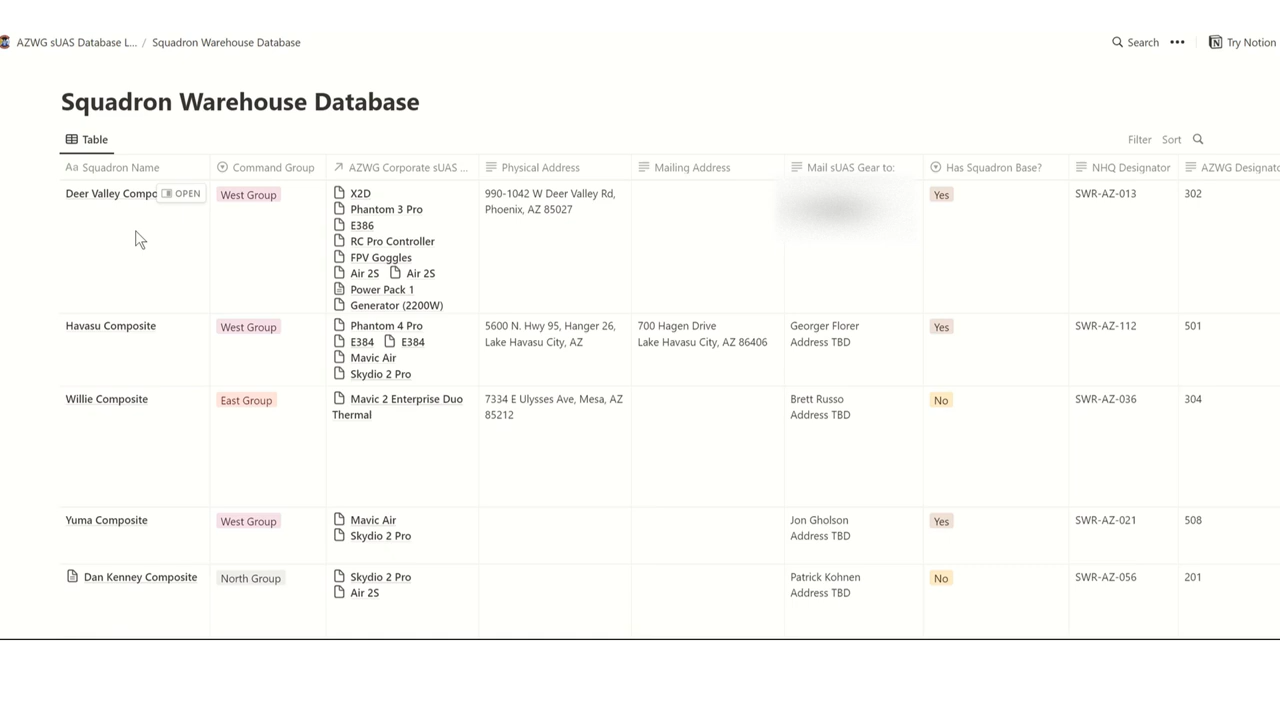 AZWG sUAS Database L... / Squadron Warehouse Database
Search ••• Try Notion
Squadron Warehouse Database
Table
Filter Sort
Aa Squadron Name Command Group AZWG Corporate sUAS ... Physical Address Mailing Address Mail sUAS Gear to: Has Squadron Base? NHQ Designator AZWG Designato
Deer Valley Compo OPEN West Group X2D 990-1042 W Deer Valley Rd, Yes SWR-AZ-013 302
Phantom 3 Pro Phoenix, AZ 85027
E386
RC Pro Controller
FPV Goggles
Air 2S Air 2S
Power Pack 1
Generator (2200W)
Havasu Composite West Group Phantom 4 Pro 5600 N. Hwy 95, Hanger 26, 700 Hagen Drive Georger Florer Yes SWR-AZ-112 501
E384 E384 Lake Havasu City, AZ Lake Havasu City, AZ 86406 Address TBD
Mavic Air
Skydio 2 Pro
Willie Composite East Group Mavic 2 Enterprise Duo 7334 E Ulysses Ave, Mesa, AZ Brett Russo No SWR-AZ-036 304
Thermal 85212 Address TBD
Yuma Composite West Group Mavic Air Jon Gholson Yes SWR-AZ-021 508
Skydio 2 Pro Address TBD
Dan Kenney Composite North Group Skydio 2 Pro Patrick Kohnen No SWR-AZ-056 201
Air 2S Address TBD